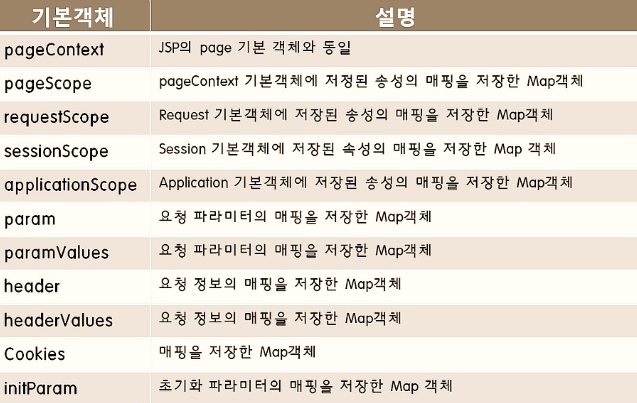 기본객체 설명
pageContext JSP의 page 기본 객체와 동일
pageScope pageContext 기본객체에 저정된 송성의 매핑을 저장한 Map객체
requestScope Request 기본객체에 저장된 송성의 매핑을 저장한 Map객체
sessionScope Session 기본객체에 저장된 속성의 매핑을 저장한 Map 객체
applicationScope Application 기본객체에 저장된 송성의 매핑을 저장한 Map객체
param 요청 파라미터의 매핑을 저장한 Map객체
paramValues 요청 파라미터의 매핑을 저장한 Map객체
header 요청 정보의 매핑을 저장한 Map객체
headerValues 요청 정보의 매핑을 저장한 Map객체
Cookies 매핑을 저장한 Map객체
initParam 초기화 파라미터의 매핑을 저장한 Map 객체